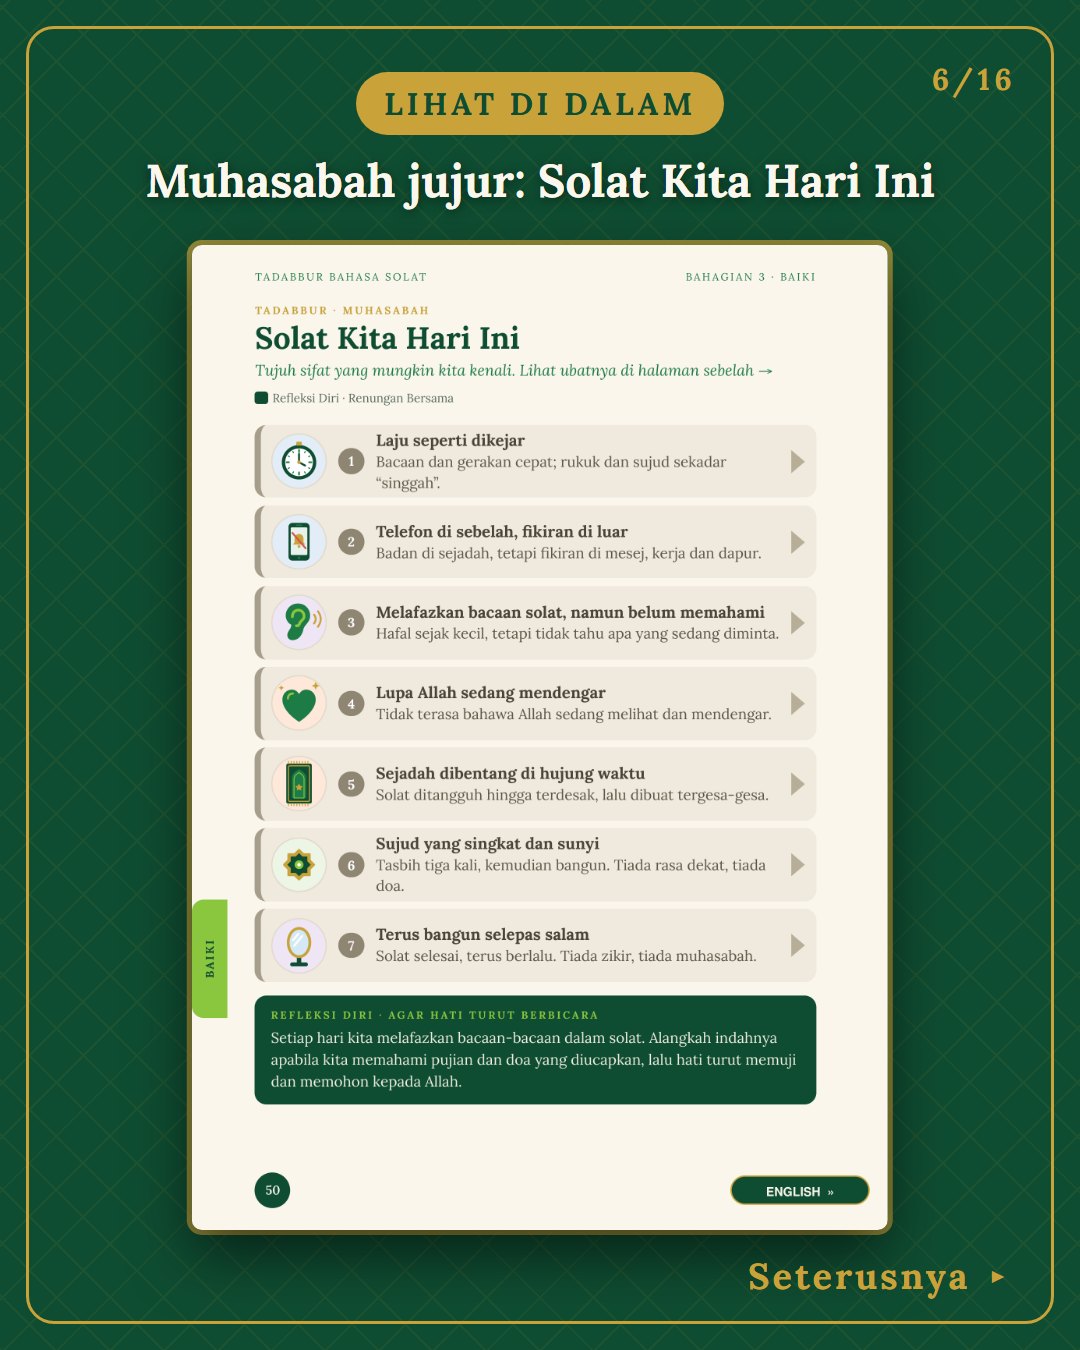 6/16
LIHAT DI DALAM
Muhasabah jujur: Solat Kita Hari Ini
TADABBUR BAHASA SOLAT
BAHAGIAN 3 · BAIKI
TADABBUR · MUHASABAH
Solat Kita Hari Ini
Tujuh sifat yang mungkin kita kenali. Lihat ubatnya di halaman sebelah →
Refleksi Diri · Renungan Bersama
1
Laju seperti dikejar
Bacaan dan gerakan cepat; rukuk dan sujud sekadar
“singgah”.
2
Telefon di sebelah, fikiran di luar
Badan di sejadah, tetapi fikiran di mesej, kerja dan dapur.
3
Melafazkan bacaan solat, namun belum memahami
Hafal sejak kecil, tetapi tidak tahu apa yang sedang diminta.
4
Lupa Allah sedang mendengar
Tidak terasa bahawa Allah sedang melihat dan mendengar.
5
Sejadah dibentang di hujung waktu
Solat ditangguh hingga terdesak, lalu dibuat tergesa-gesa.
6
Sujud yang singkat dan sunyi
Tasbih tiga kali, kemudian bangun. Tiada rasa dekat, tiada
doa.
7
Terus bangun selepas salam
Solat selesai, terus berlalu. Tiada zikir, tiada muhasabah.
BAIKI
REFLEKSI DIRI · AGAR HATI TURUT BERBICARA
Setiap hari kita melafazkan bacaan-bacaan dalam solat. Alangkah indahnya
apabila kita memahami pujian dan doa yang diucapkan, lalu hati turut memuji
dan memohon kepada Allah.
50
ENGLISH »
Seterusnya ▸